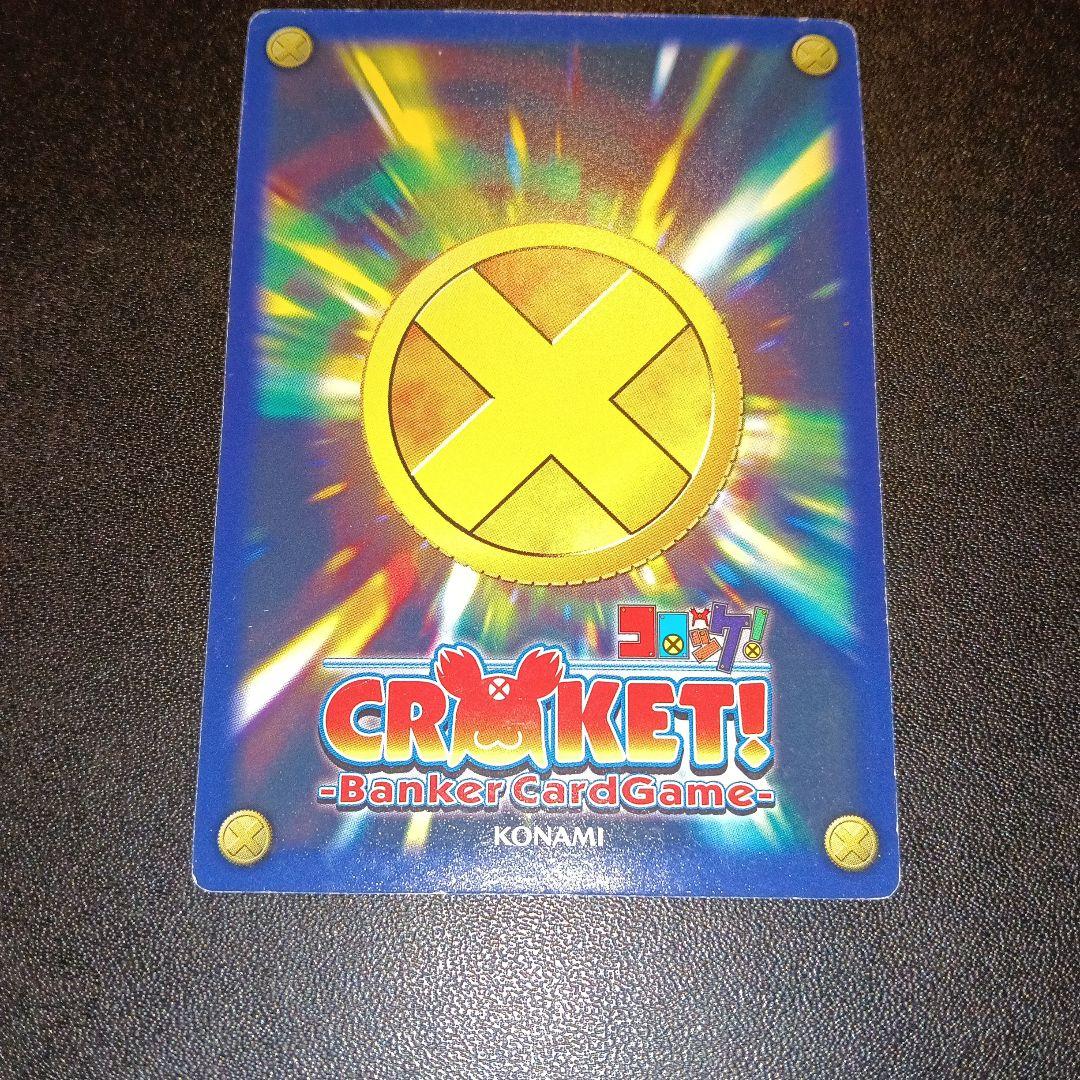 コロッケ!
CROKET!
-Banker CardGame-
KONAMI